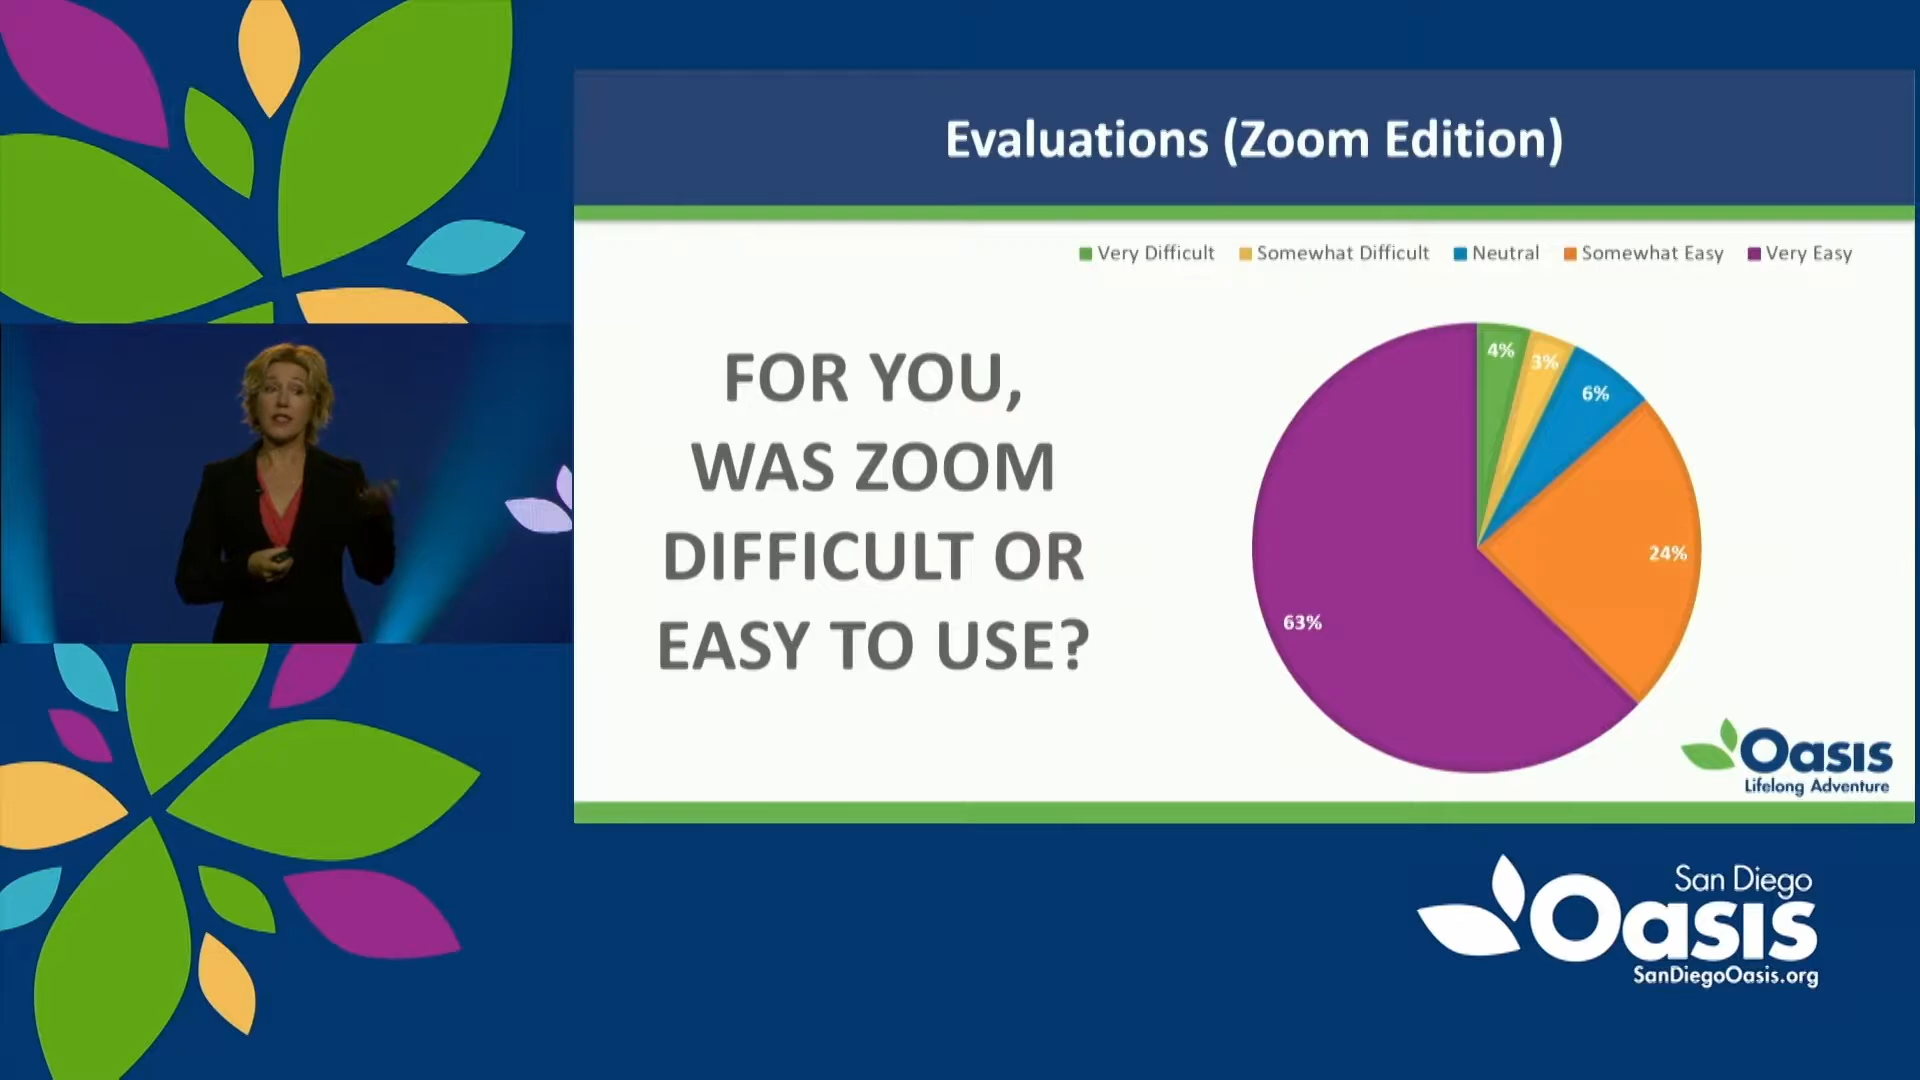 Evaluations (Zoom Edition)
Very Difficult Somewhat Difficult Neutral Somewhat Easy Very Easy
FOR YOU,
WAS ZOOM
DIFFICULT OR
EASY TO USE?
4%
3%
6%
24%
63%
Oasis
Lifelong Adventure
San Diego
Oasis
SanDiegoOasis.org